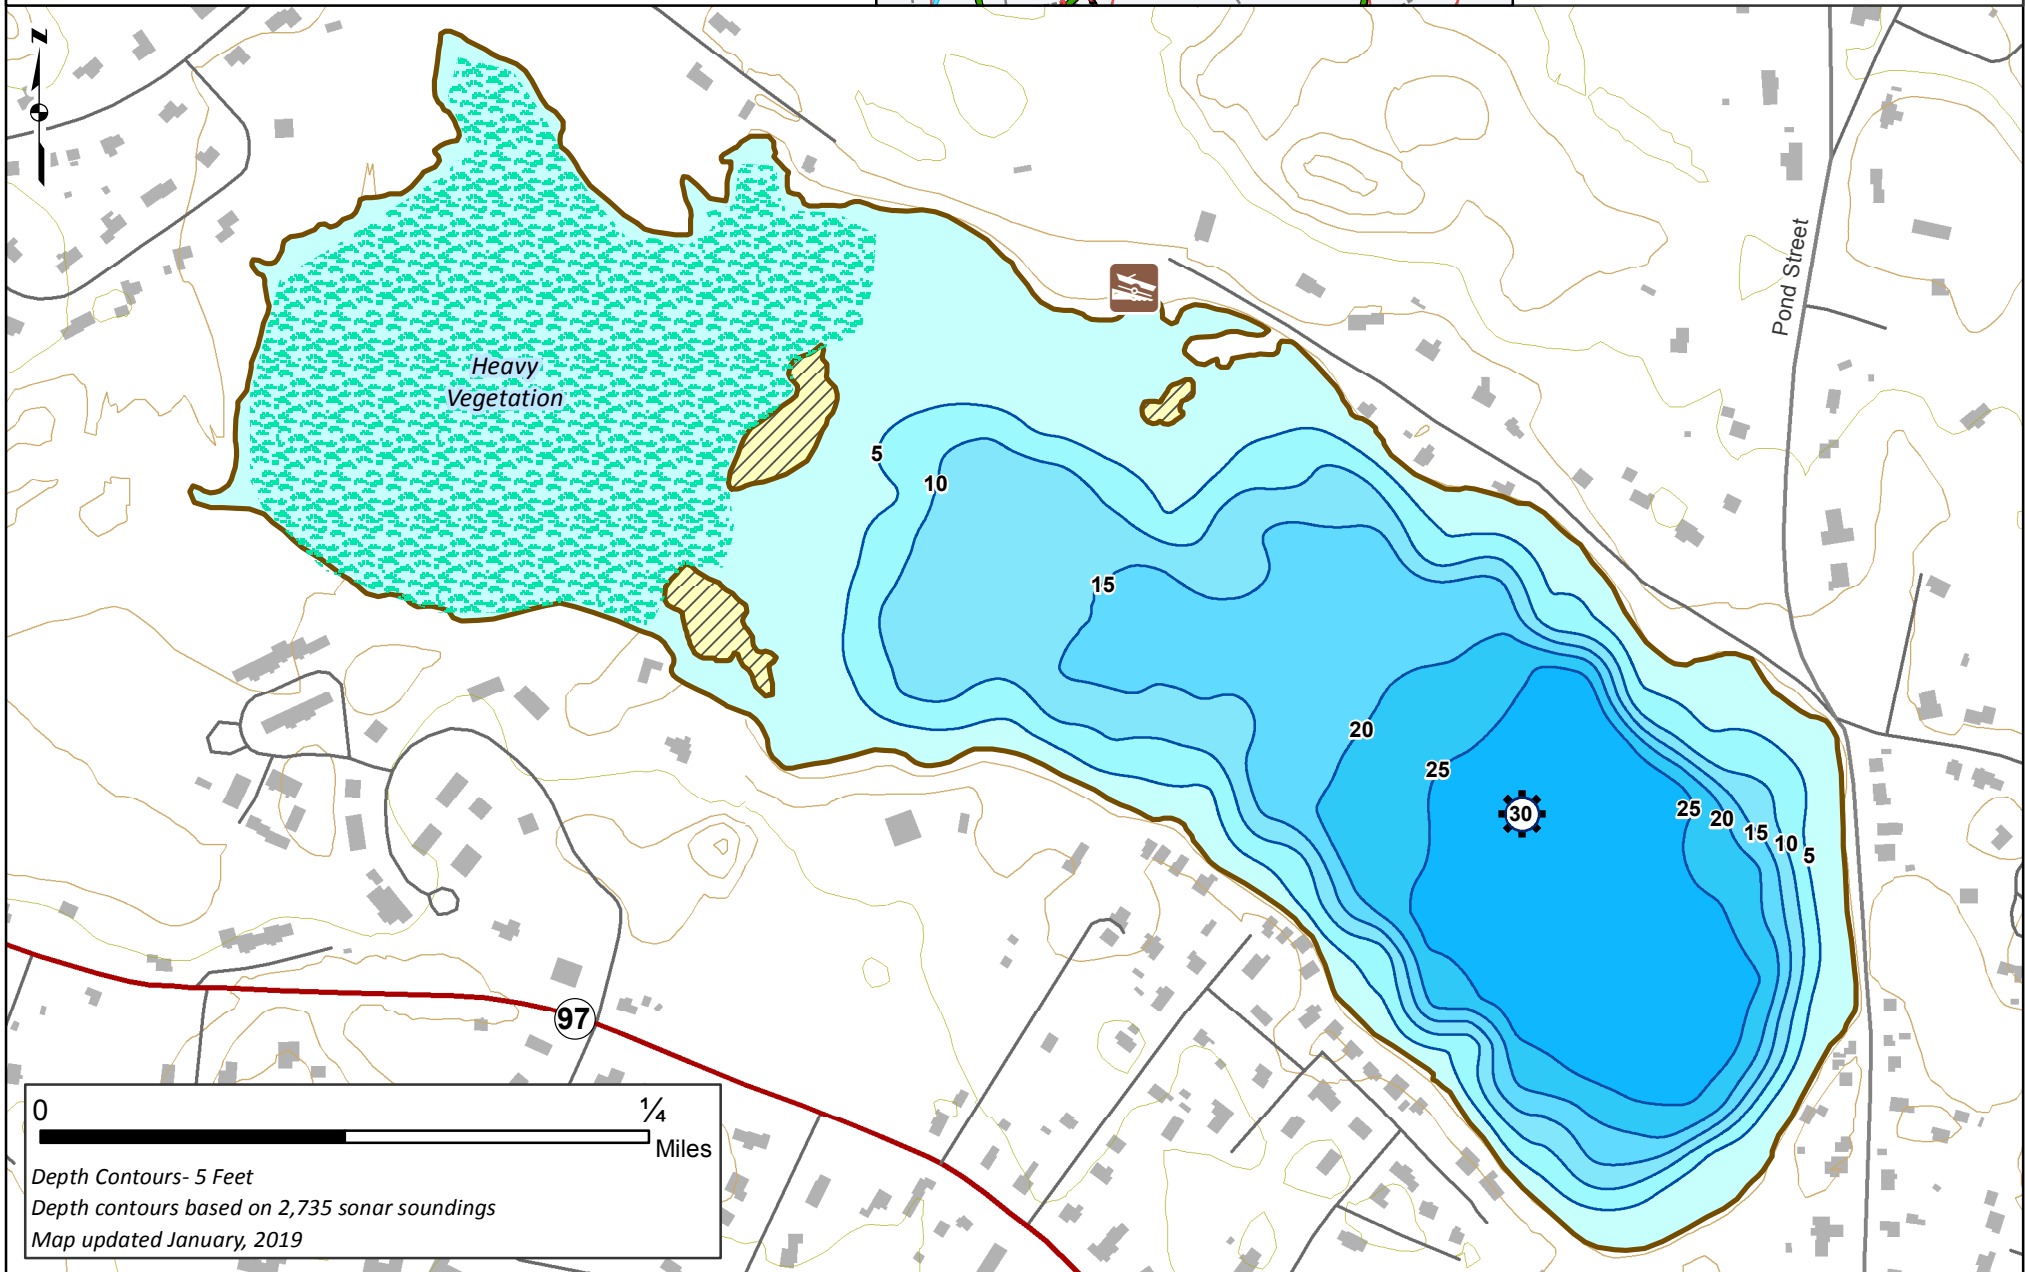 N
Pond Street
Heavy
Vegetation
5
10
15
20
25
30
25
20
15
10
5
97
0
¼
Miles
Depth Contours- 5 Feet
Depth contours based on 2,735 sonar soundings
Map updated January, 2019